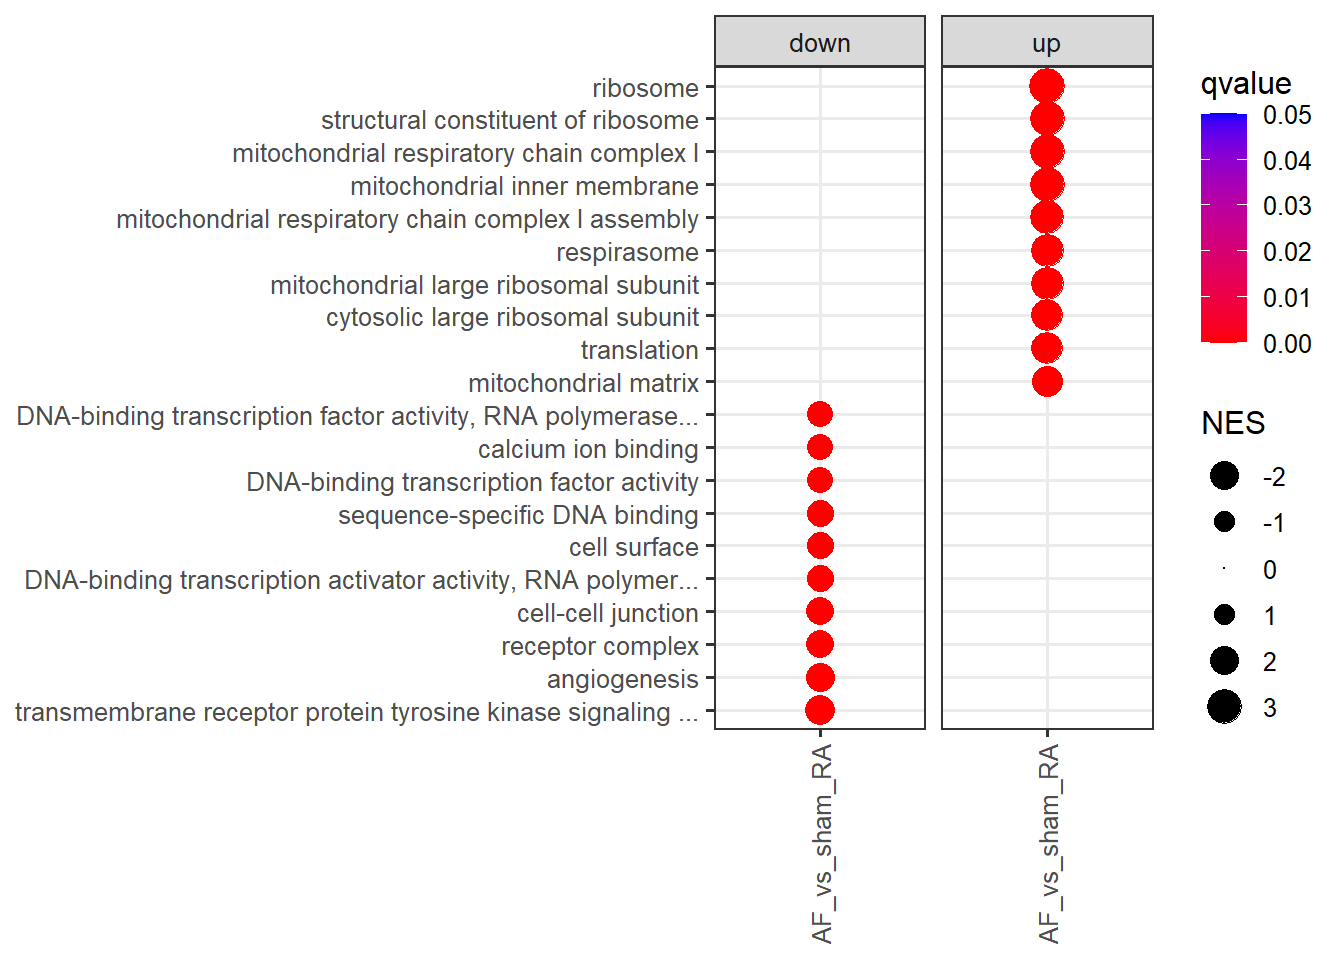 down
up
ribosome
structural constituent of ribosome
mitochondrial respiratory chain complex I
mitochondrial inner membrane
mitochondrial respiratory chain complex I assembly
respirasome
mitochondrial large ribosomal subunit
cytosolic large ribosomal subunit
translation
mitochondrial matrix
DNA-binding transcription factor activity, RNA polymerase...
calcium ion binding
DNA-binding transcription factor activity
sequence-specific DNA binding
cell surface
DNA-binding transcription activator activity, RNA polymer...
cell-cell junction
receptor complex
angiogenesis
transmembrane receptor protein tyrosine kinase signaling ...
AF_vs_sham_RA
AF_vs_sham_RA
qvalue
0.05
0.04
0.03
0.02
0.01
0.00
NES
-2
-1
0
1
2
3